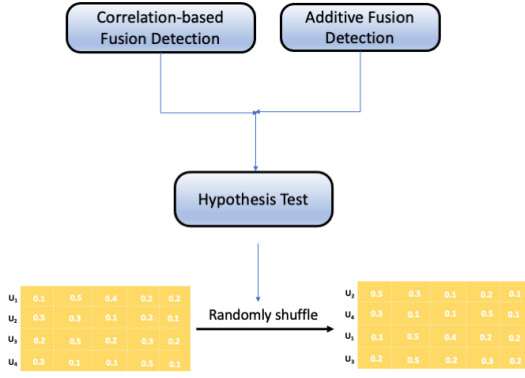 Correlation-based
Fusion Detection
Additive Fusion
Detection
Hypothesis Test
U1 0.1 0.5 0.4 0.2 0.2
U2 0.5 0.3 0.1 0.2 0.1
U3 0.2 0.5 0.2 0.3 0.2
U4 0.3 0.1 0.1 0.5 0.1
Randomly shuffle
U2 0.5 0.3 0.1 0.2 0.1
U4 0.3 0.1 0.1 0.5 0.1
U1 0.1 0.5 0.4 0.2 0.2
U3 0.2 0.5 0.2 0.3 0.2